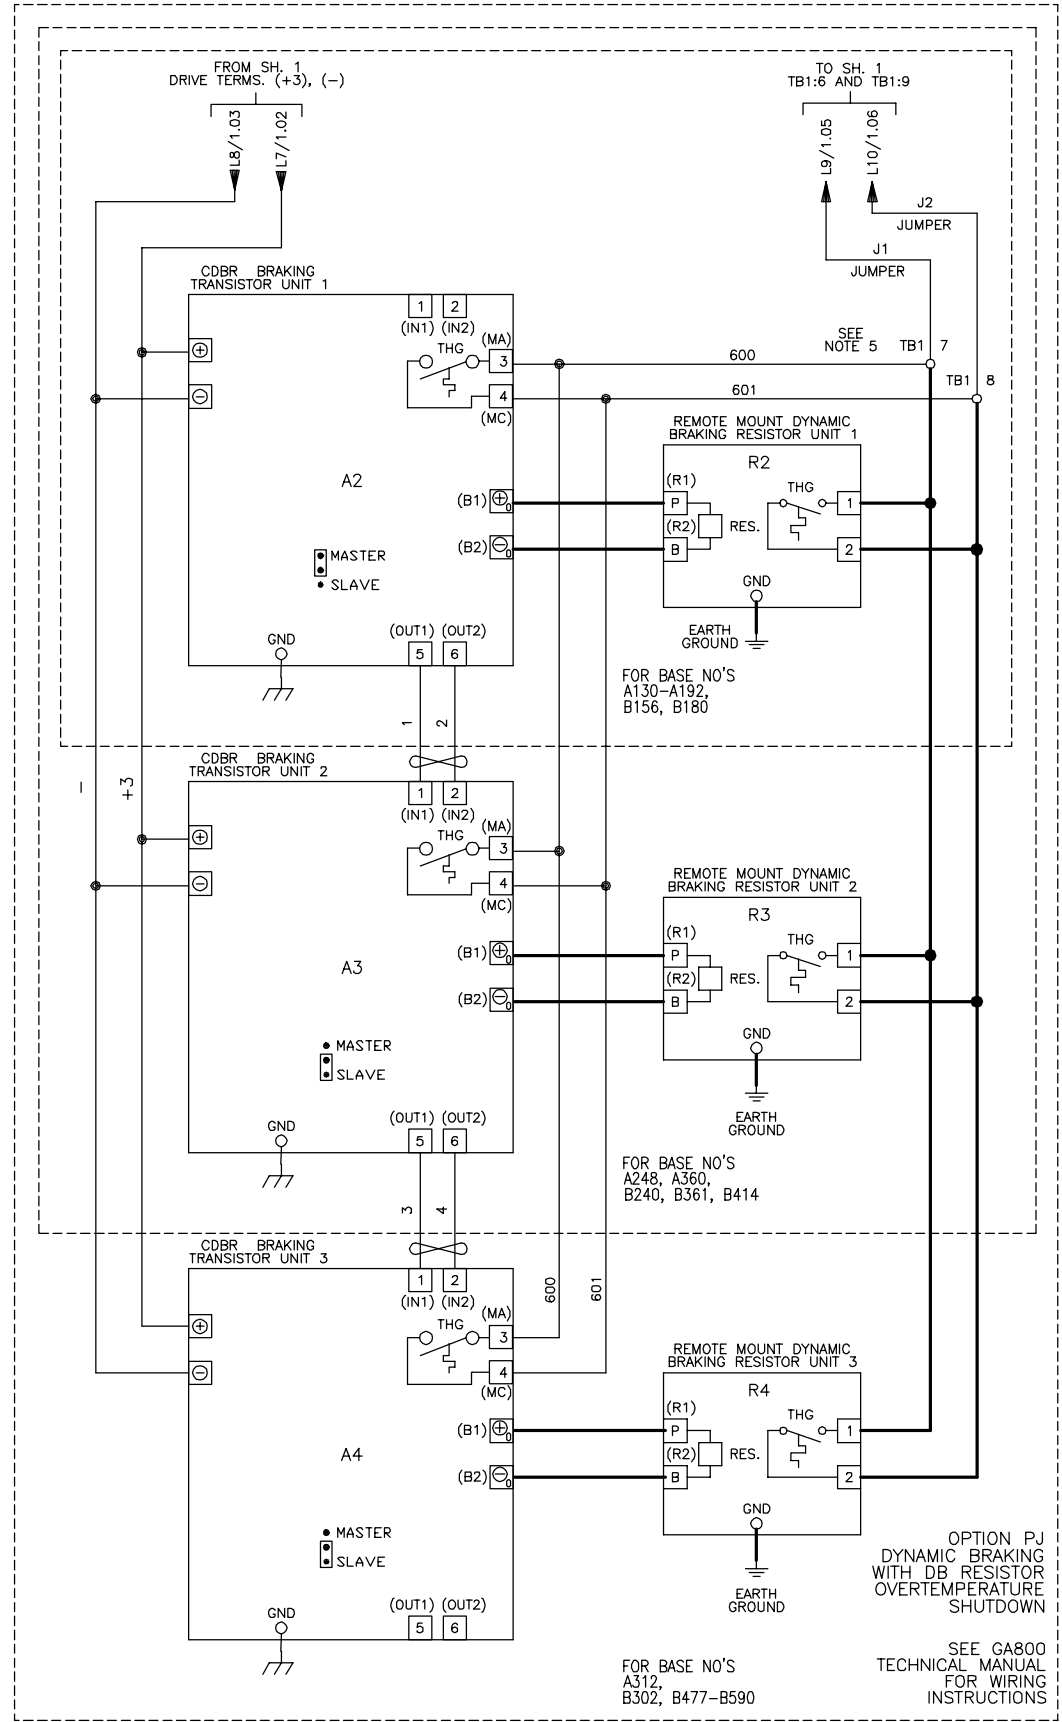 FROM SH. 1
DRIVE TERMS. (+3), (-)
L8/1.03
L7/1.02
TO SH. 1
TB1:6 AND TB1:9
L9/1.05
L10/1.06
J2
JUMPER
J1
JUMPER
CDBR BRAKING
TRANSISTOR UNIT 1
1 2
(IN1) (IN2)
THG
(MA)
3
4
(MC)
600
601
SEE
NOTE 5
TB1 7
TB1 8
A2
(B1)
0
(B2)
0
MASTER
SLAVE
GND
(OUT1) (OUT2)
5 6
REMOTE MOUNT DYNAMIC
BRAKING RESISTOR UNIT 1
R2
(R1)
P
(R2)
B
RES.
THG
1
2
GND
EARTH
GROUND
FOR BASE NO'S
A130-A192,
B156, B180
1
2
-
+3
CDBR BRAKING
TRANSISTOR UNIT 2
1 2
(IN1) (IN2)
THG
(MA)
3
4
(MC)
A3
(B1)
0
(B2)
0
MASTER
SLAVE
GND
(OUT1) (OUT2)
5 6
REMOTE MOUNT DYNAMIC
BRAKING RESISTOR UNIT 2
R3
(R1)
P
(R2)
B
RES.
THG
1
2
GND
EARTH
GROUND
FOR BASE NO'S
A248, A360,
B240, B361, B414
3
4
CDBR BRAKING
TRANSISTOR UNIT 3
1 2
(IN1) (IN2)
THG
(MA)
3
4
(MC)
600
601
A4
(B1)
0
(B2)
0
MASTER
SLAVE
GND
(OUT1) (OUT2)
5 6
REMOTE MOUNT DYNAMIC
BRAKING RESISTOR UNIT 3
R4
(R1)
P
(R2)
B
RES.
THG
1
2
GND
EARTH
GROUND
FOR BASE NO'S
A312,
B302, B477-B590
OPTION PJ
DYNAMIC BRAKING
WITH DB RESISTOR
OVERTEMPERATURE
SHUTDOWN
SEE GA800
TECHNICAL MANUAL
FOR WIRING
INSTRUCTIONS